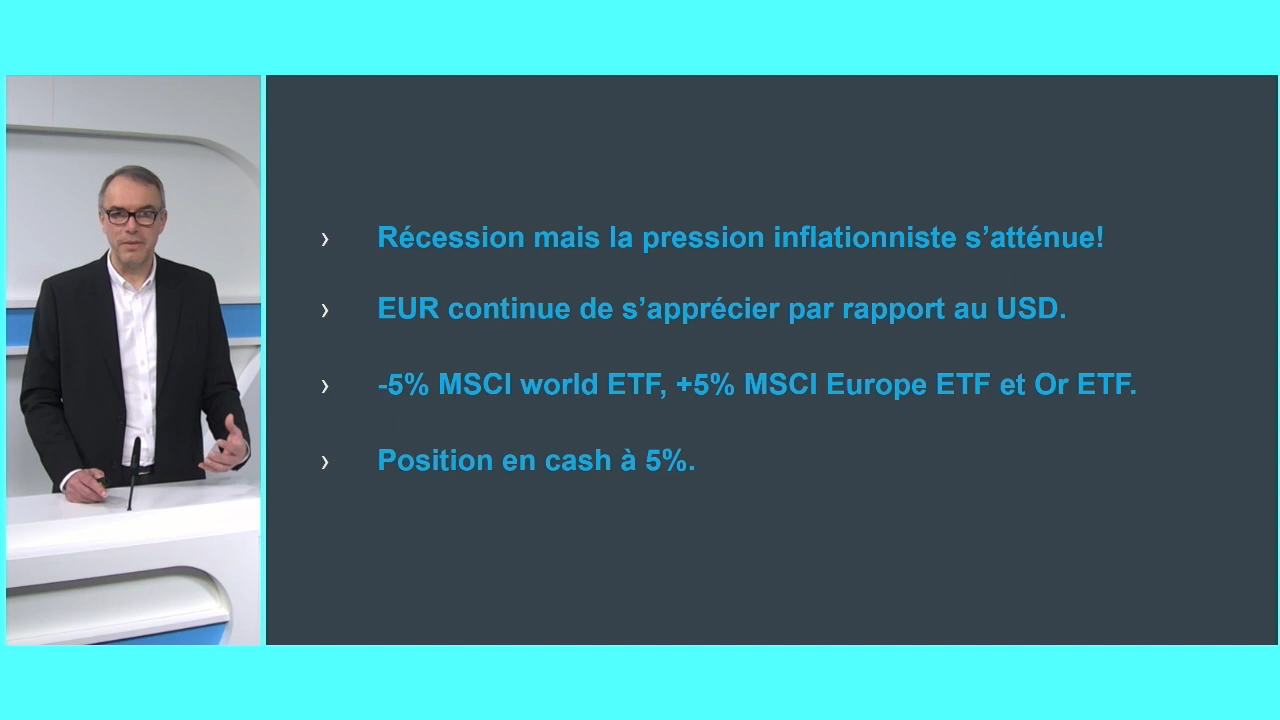 › Récession mais la pression inflationniste s’atténue!
› EUR continue de s’apprécier par rapport au USD.
› -5% MSCI world ETF, +5% MSCI Europe ETF et Or ETF.
› Position en cash à 5%.